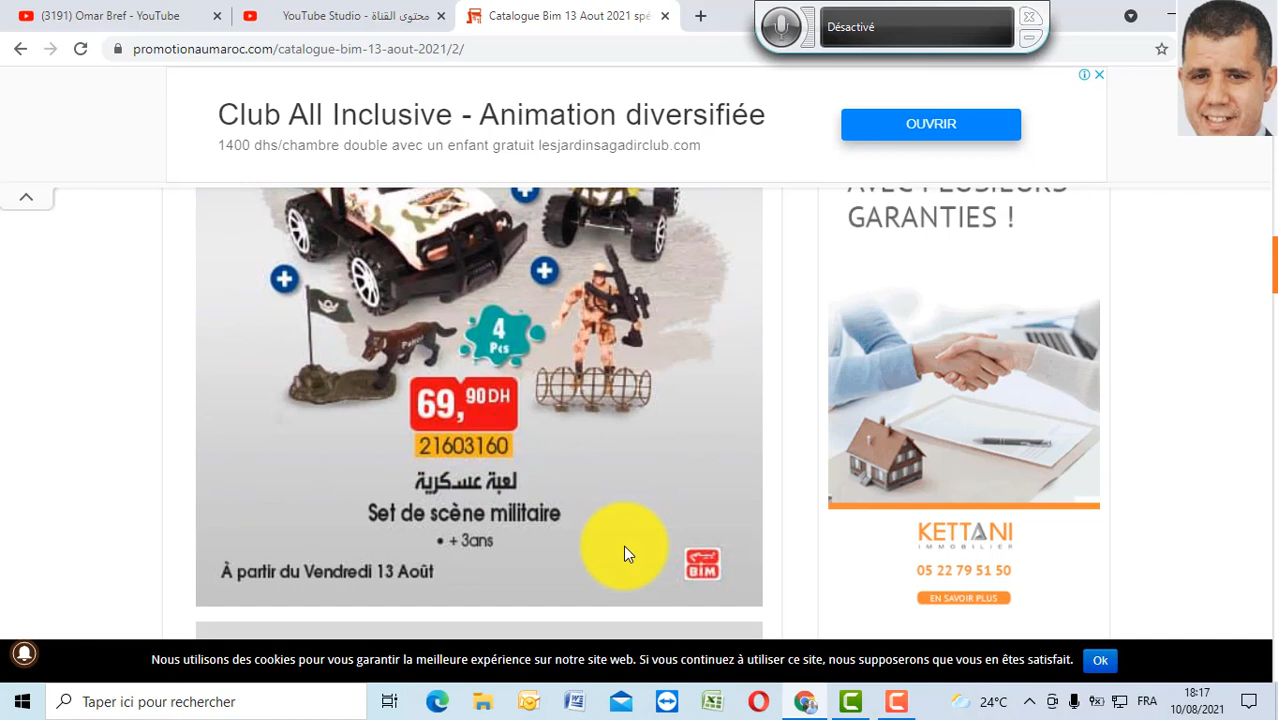 (3191) Omar Bref - YouTube
محتوى القناة - YouTube Studio
Catalogue Bim 13 Aout 2021 spé
Désactivé
promotionaumaroc.com/catalogue-bim-13-aout-2021/2/
Club All Inclusive - Animation diversifiée
1400 dhs/chambre double avec un enfant gratuit lesjardinsagadirclub.com
OUVRIR
AVEC PLUSIEURS
GARANTIES !
4
Pcs
69,90DH
21603160
لعبة عسكرية
Set de scène militaire
• + 3ans
À partir du Vendredi 13 Août
BIM
KETTANI
IMMOBILIER
05 22 79 51 50
EN SAVOIR PLUS
Nous utilisons des cookies pour vous garantir la meilleure expérience sur notre site web. Si vous continuez à utiliser ce site, nous supposerons que vous en êtes satisfait.
Ok
Taper ici pour rechercher
24°C
FRA
18:17
10/08/2021